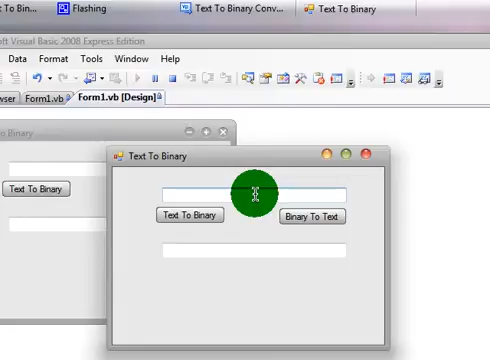 To Bin...
Flashing
Text To Binary Conv...
Text To Binary
oft Visual Basic 2008 Express Edition
Data Format Tools Window Help
wser Form1.vb Form1.vb [Design]
o Binary
Text To Binary
Text To Binary
Text To Binary Binary To Text